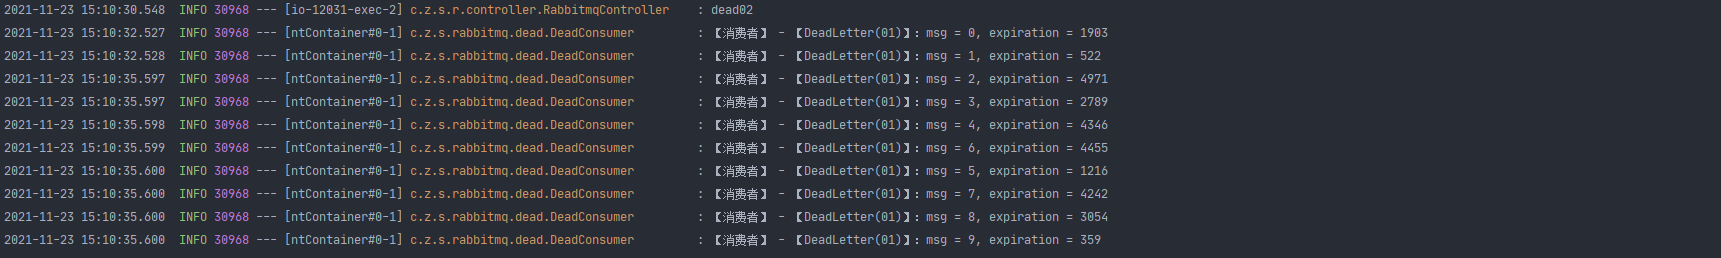 2021-11-23 15:10:30.548  INFO 30968 --- [io-12031-exec-2] c.z.s.r.controller.RabbitmqController    : dead02
2021-11-23 15:10:32.527  INFO 30968 --- [ntContainer#0-1] c.z.s.rabbitmq.dead.DeadConsumer         : 【消费者】 - 【DeadLetter(01)】：msg = 0, expiration = 1903
2021-11-23 15:10:32.528  INFO 30968 --- [ntContainer#0-1] c.z.s.rabbitmq.dead.DeadConsumer         : 【消费者】 - 【DeadLetter(01)】：msg = 1, expiration = 522
2021-11-23 15:10:35.597  INFO 30968 --- [ntContainer#0-1] c.z.s.rabbitmq.dead.DeadConsumer         : 【消费者】 - 【DeadLetter(01)】：msg = 2, expiration = 4971
2021-11-23 15:10:35.597  INFO 30968 --- [ntContainer#0-1] c.z.s.rabbitmq.dead.DeadConsumer         : 【消费者】 - 【DeadLetter(01)】：msg = 3, expiration = 2789
2021-11-23 15:10:35.598  INFO 30968 --- [ntContainer#0-1] c.z.s.rabbitmq.dead.DeadConsumer         : 【消费者】 - 【DeadLetter(01)】：msg = 4, expiration = 4346
2021-11-23 15:10:35.599  INFO 30968 --- [ntContainer#0-1] c.z.s.rabbitmq.dead.DeadConsumer         : 【消费者】 - 【DeadLetter(01)】：msg = 6, expiration = 4455
2021-11-23 15:10:35.600  INFO 30968 --- [ntContainer#0-1] c.z.s.rabbitmq.dead.DeadConsumer         : 【消费者】 - 【DeadLetter(01)】：msg = 5, expiration = 1216
2021-11-23 15:10:35.600  INFO 30968 --- [ntContainer#0-1] c.z.s.rabbitmq.dead.DeadConsumer         : 【消费者】 - 【DeadLetter(01)】：msg = 7, expiration = 4242
2021-11-23 15:10:35.600  INFO 30968 --- [ntContainer#0-1] c.z.s.rabbitmq.dead.DeadConsumer         : 【消费者】 - 【DeadLetter(01)】：msg = 8, expiration = 3054
2021-11-23 15:10:35.600  INFO 30968 --- [ntContainer#0-1] c.z.s.rabbitmq.dead.DeadConsumer         : 【消费者】 - 【DeadLetter(01)】：msg = 9, expiration = 359